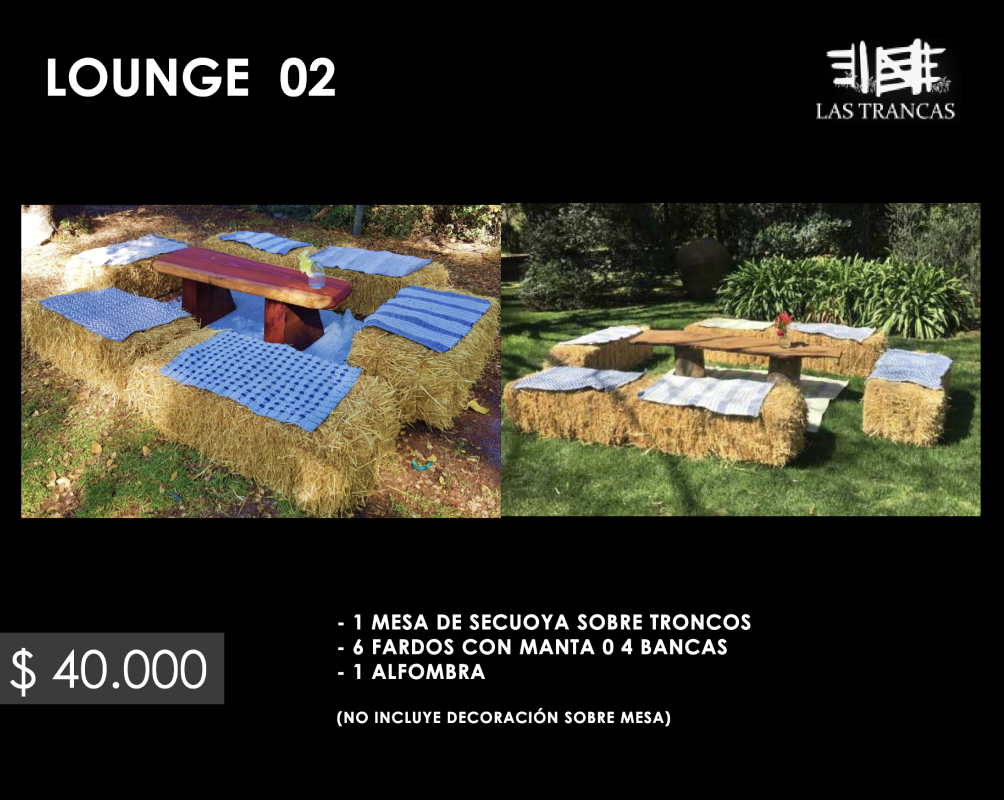 LOUNGE 02
LAS TRANCAS
- 1 MESA DE SECUOYA SOBRE TRONCOS
- 6 FARDOS CON MANTA 0 4 BANCAS
- 1 ALFOMBRA
$ 40.000
(NO INCLUYE DECORACIÓN SOBRE MESA)